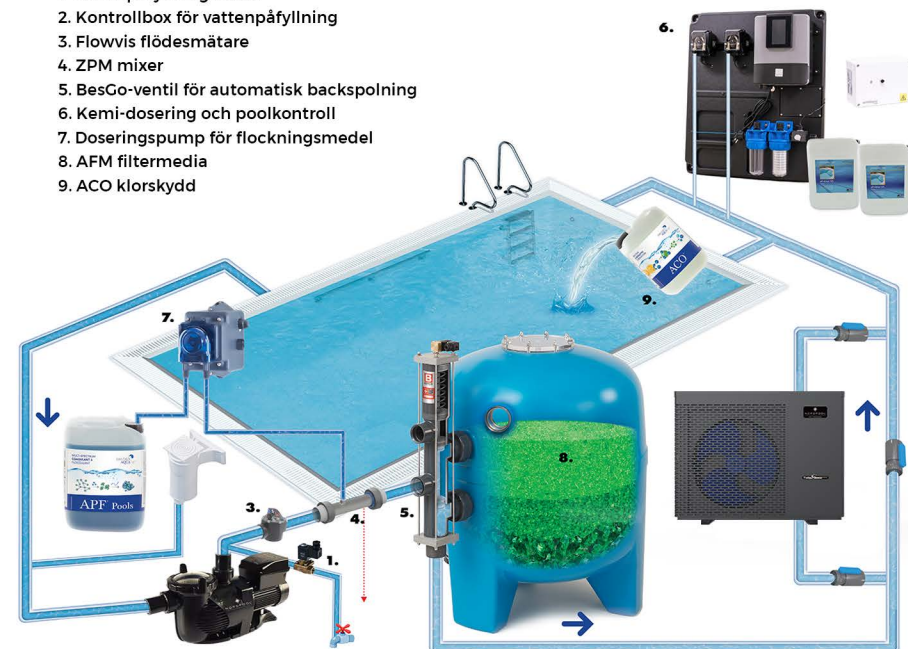 2. Kontrollbox för vattenpåfyllning
3. Flowvis flödesmätare
4. ZPM mixer
5. BesGo-ventil för automatisk backspolning
6. Kemi-dosering och poolkontroll
7. Doseringspump för flockningsmedel
8. AFM filtermedia
9. ACO klorskydd
6.
7.
ACO
9.
8.
APF Pools
3.
4.
5.
1.
B